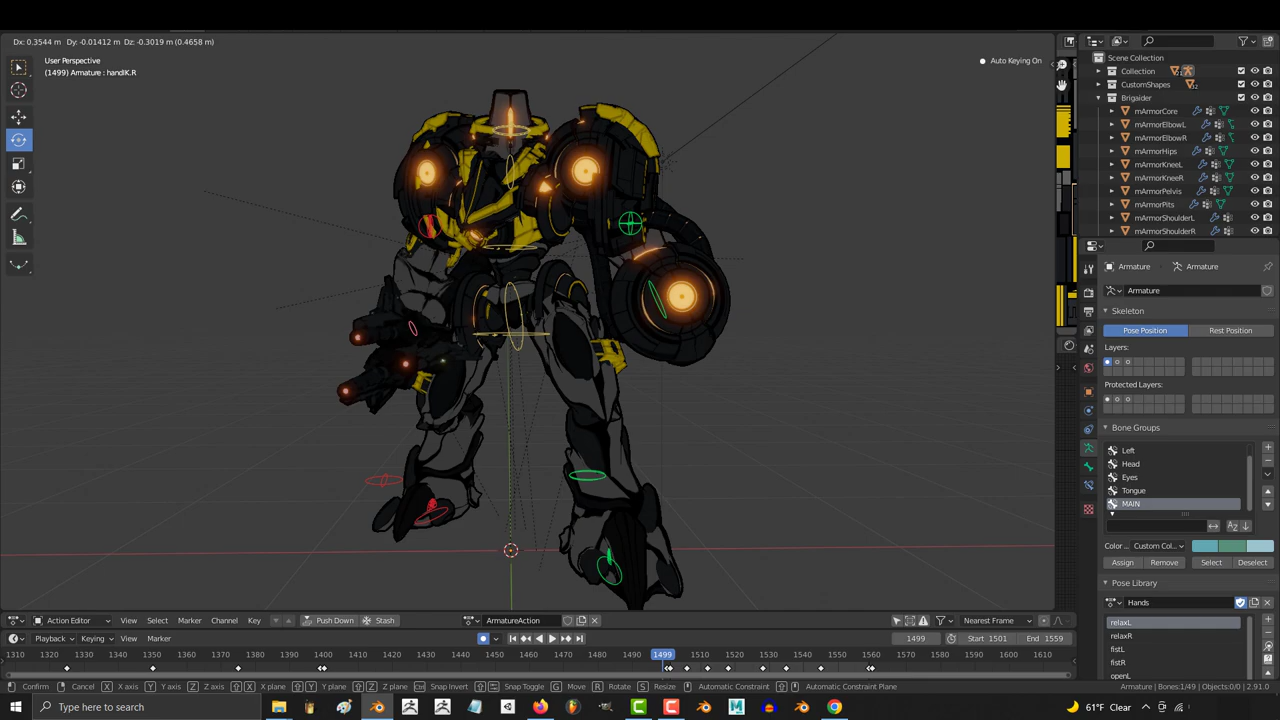 Dx: 0.3544 m   Dy: -0.01412 m   Dz: -0.3019 m (0.4658 m)
User Perspective
(1499) Armature : handIK.R
Auto Keying On
Scene Collection
Collection
CustomShapes
Brigaider
mArmorCore
mArmorElbowL
mArmorElbowR
mArmorHips
mArmorKneeL
mArmorKneeR
mArmorPelvis
mArmorPits
mArmorShoulderL
mArmorShoulderR
Armature > Armature
Armature
Skeleton
Pose Position Rest Position
Layers:
Protected Layers:
Bone Groups
Left
Head
Eyes
Tongue
MAIN
Color ... Custom Col...
Assign Remove Select Deselect
Pose Library
Hands
relaxL
relaxR
fistL
fistR
openL
Action Editor View Select Marker Channel Key Push Down Stash ArmatureAction Nearest Frame
Playback Keying View Marker 1499 Start 1501 End 1559
1310 1320 1330 1340 1350 1360 1370 1380 1390 1400 1410 1420 1430 1440 1450 1460 1470 1480 1490 1499 1510 1520 1530 1540 1550 1560 1570 1580 1590 1600 1610
Confirm Cancel X X axis Y Y axis Z Z axis X X plane Y Y plane Z Z plane Snap Invert Snap Toggle G Move R Rotate S Resize Automatic Constraint Automatic Constraint Plane Armature | Bones:1/49 | Objects:0/0 | 2.91.0
Type here to search
61°F Clear